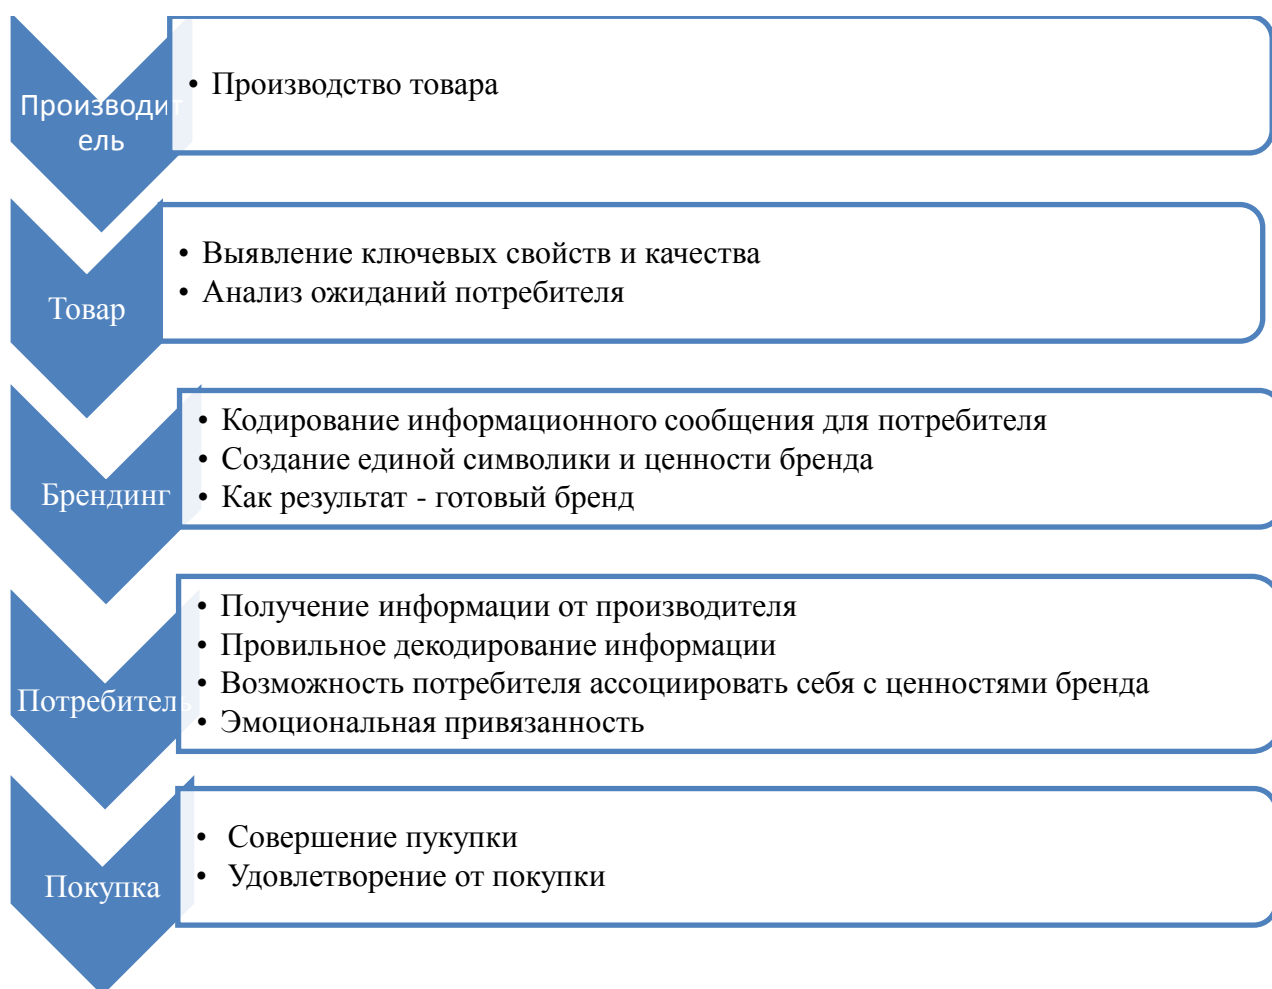 Производит
ель
• Производство товара
Товар
• Выявление ключевых свойств и качества
• Анализ ожиданий потребителя
Брендинг
• Кодирование информационного сообщения для потребителя
• Создание единой символики и ценности бренда
• Как результат - готовый бренд
Потребитель
• Получение информации от производителя
• Провильное декодирование информации
• Возможность потребителя ассоциировать себя с ценностями бренда
• Эмоциональная привязанность
Покупка
• Совершение пукупки
• Удовлетворение от покупки